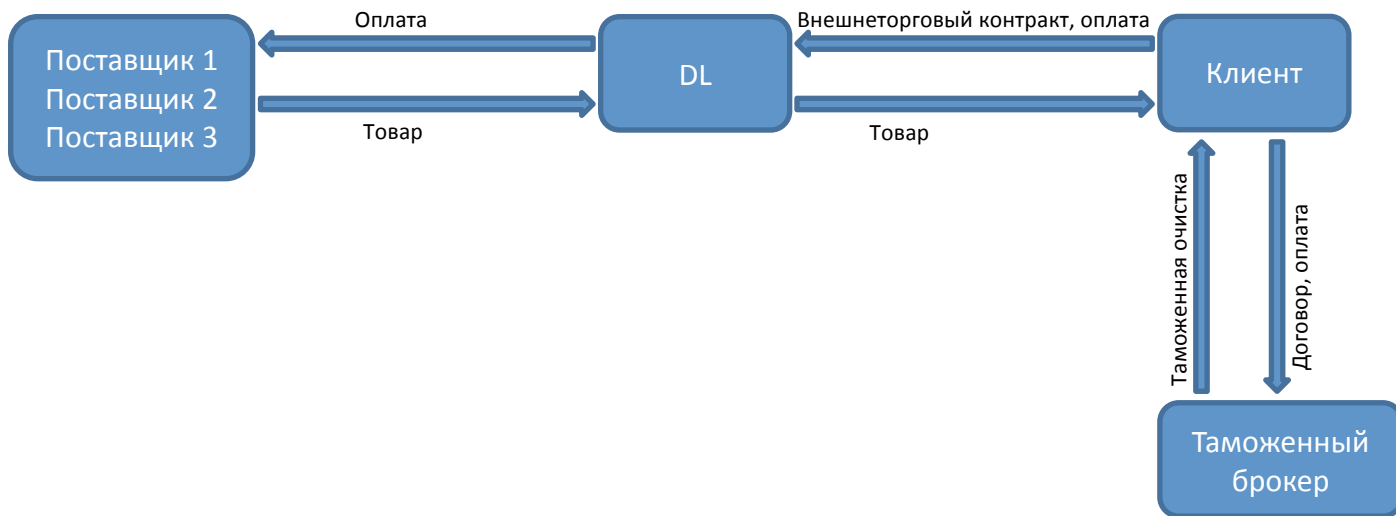 Оплата
Внешнеторговый контракт, оплата
Поставщик 1
Поставщик 2
Поставщик 3
DL
Клиент
Товар
Товар
Таможенная очистка
Договор, оплата
Таможенный
брокер